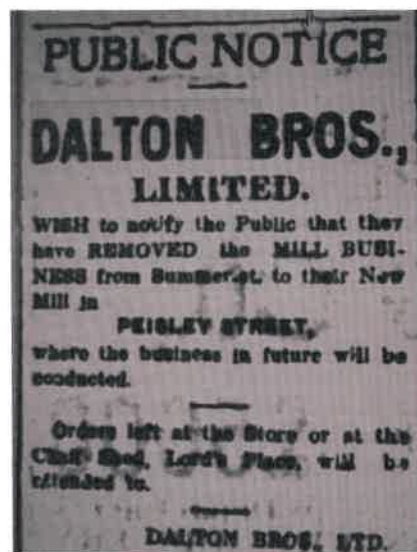 PUBLIC NOTICE
DALTON BROS.,
LIMITED.
WISH to notify the Public that they
have REMOVED the MILL BUSI-
NESS from Summer st. to their New
Mill in
PEISLEY STREET,
where the business in future will be
conducted.
Orders left at the Store or at the
Chaff Shed, Lord's Place, will be
attended to.
DALTON BROS., LTD.